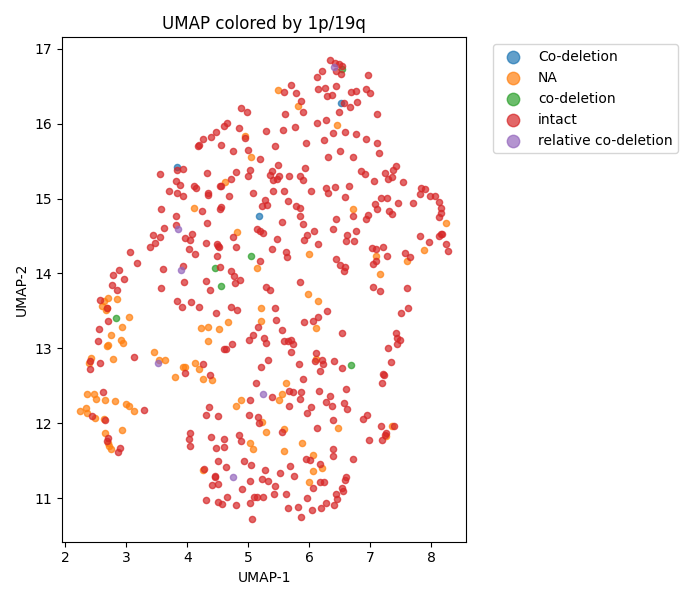 UMAP colored by 1p/19q
Co-deletion
NA
co-deletion
intact
relative co-deletion
17
16
15
14
13
12
11
UMAP-2
2 3 4 5 6 7 8
UMAP-1